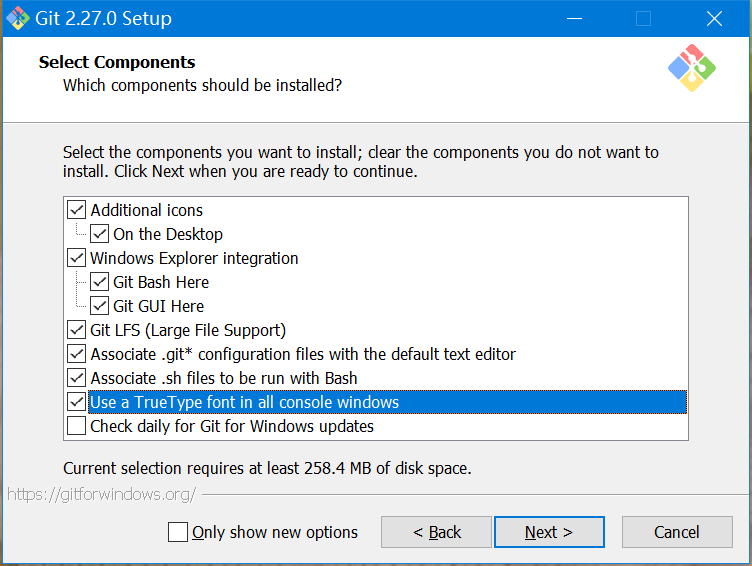 Git 2.27.0 Setup
Select Components
Which components should be installed?
Select the components you want to install; clear the components you do not want to
install. Click Next when you are ready to continue.
Additional icons
On the Desktop
Windows Explorer integration
Git Bash Here
Git GUI Here
Git LFS (Large File Support)
Associate .git* configuration files with the default text editor
Associate .sh files to be run with Bash
Use a TrueType font in all console windows
Check daily for Git for Windows updates
Current selection requires at least 258.4 MB of disk space.
https://gitforwindows.org/
Only show new options
< Back
Next >
Cancel